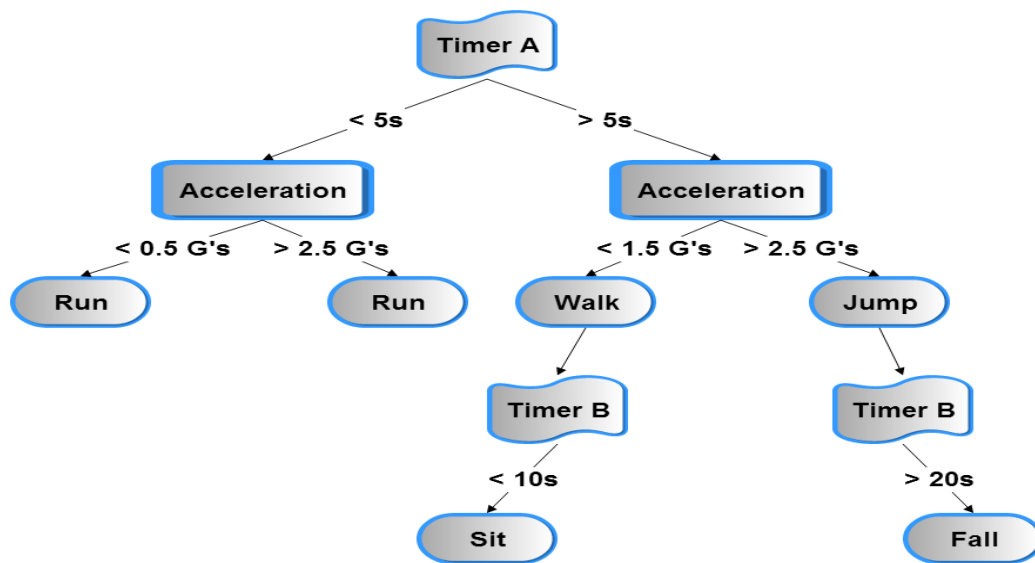 Timer A
< 5s
> 5s
Acceleration
Acceleration
< 0.5 G's
> 2.5 G's
< 1.5 G's
> 2.5 G's
Run
Run
Walk
Jump
Timer B
Timer B
< 10s
> 20s
Sit
Fall